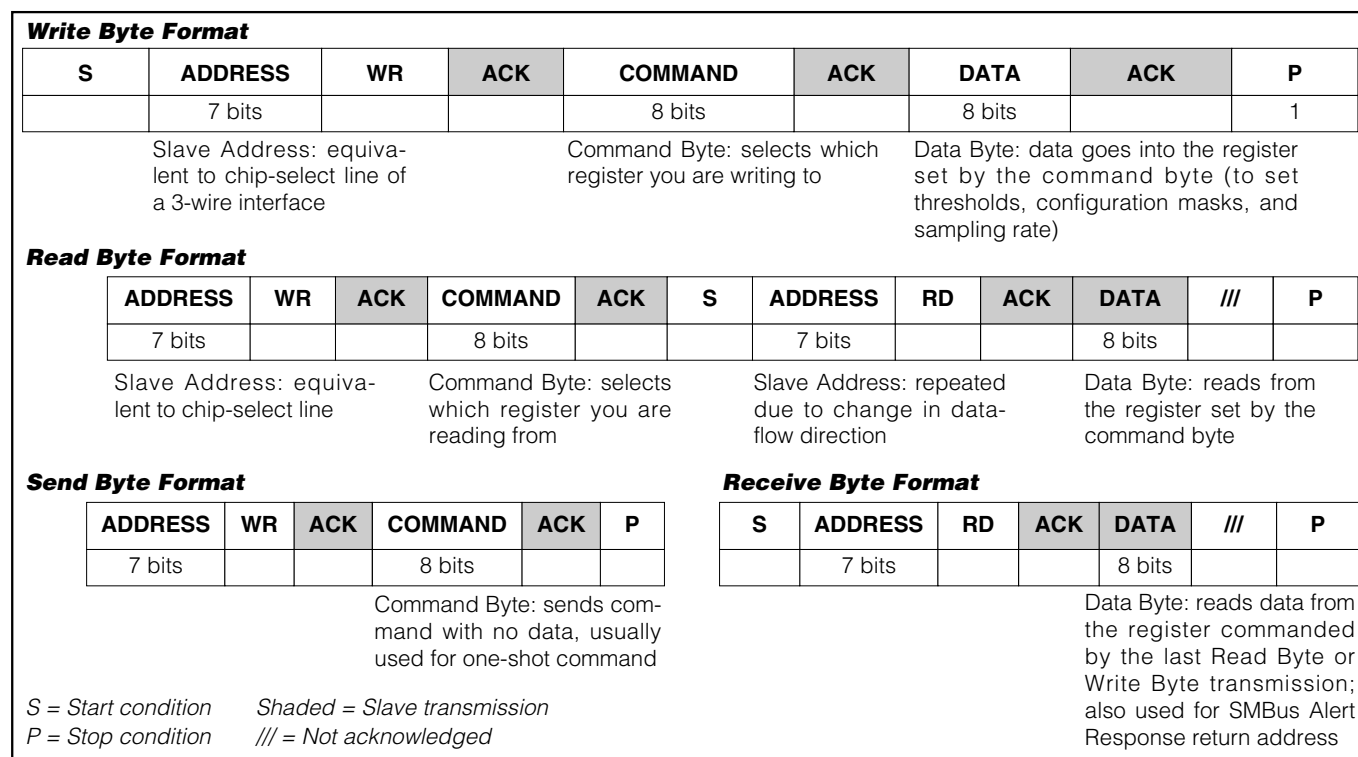 Write Byte Format
S ADDRESS WR ACK COMMAND ACK DATA ACK P
7 bits 8 bits 8 bits 1
Slave Address: equiva-
lent to chip-select line of
a 3-wire interface
Command Byte: selects which
register you are writing to
Data Byte: data goes into the register
set by the command byte (to set
thresholds, configuration masks, and
sampling rate)
Read Byte Format
ADDRESS WR ACK COMMAND ACK S ADDRESS RD ACK DATA /// P
7 bits 8 bits 7 bits 8 bits
Slave Address: equiva-
lent to chip-select line
Command Byte: selects
which register you are
reading from
Slave Address: repeated
due to change in data-
flow direction
Data Byte: reads from
the register set by the
command byte
Send Byte Format
ADDRESS WR ACK COMMAND ACK P
7 bits 8 bits
Command Byte: sends com-
mand with no data, usually
used for one-shot command
Receive Byte Format
S ADDRESS RD ACK DATA /// P
7 bits 8 bits
Data Byte: reads data from
the register commanded
by the last Read Byte or
Write Byte transmission;
also used for SMBus Alert
Response return address
S = Start condition Shaded = Slave transmission
P = Stop condition /// = Not acknowledged